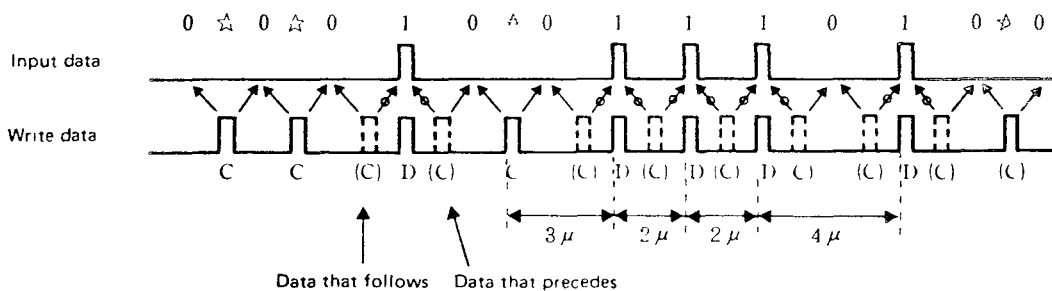 0 ☆ 0 ☆ 0 1 0 ☆ 0 1 1 1 0 1 0 ☆ 0
Input data
Write data
C C (C) D (C) C (C) D (C) D (C) D C) (C) D (C) (C)
3 μ 2 μ 2 μ 4 μ
Data that follows Data that precedes